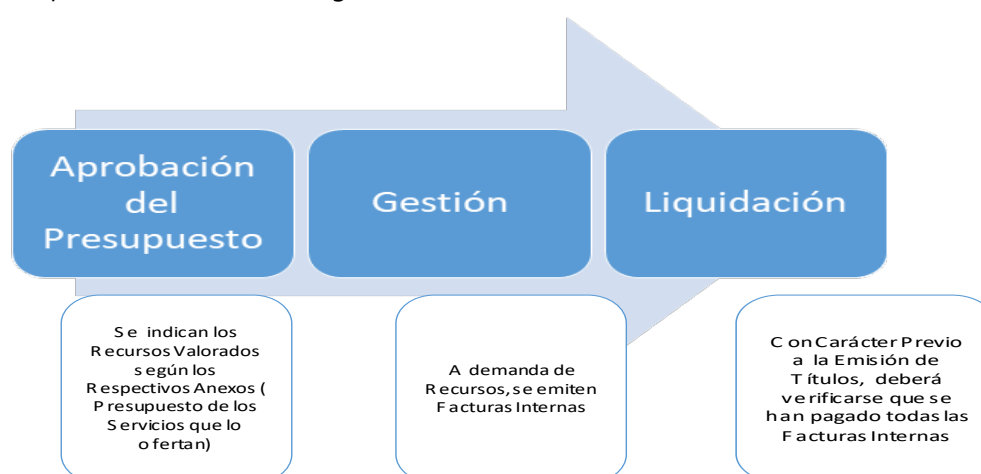 Aprobación
del
Presupuesto
Gestión
Liquidación
Se indican los
Recursos Valorados
según los
Respectivos Anexos (
Presupuesto de los
Servicios que lo
ofertan)
A demanda de
Recursos, se emiten
Facturas Internas
Con Carácter Previo
a la Emisión de
Títulos, deberá
verificarse que se
han pagado todas las
Facturas Internas